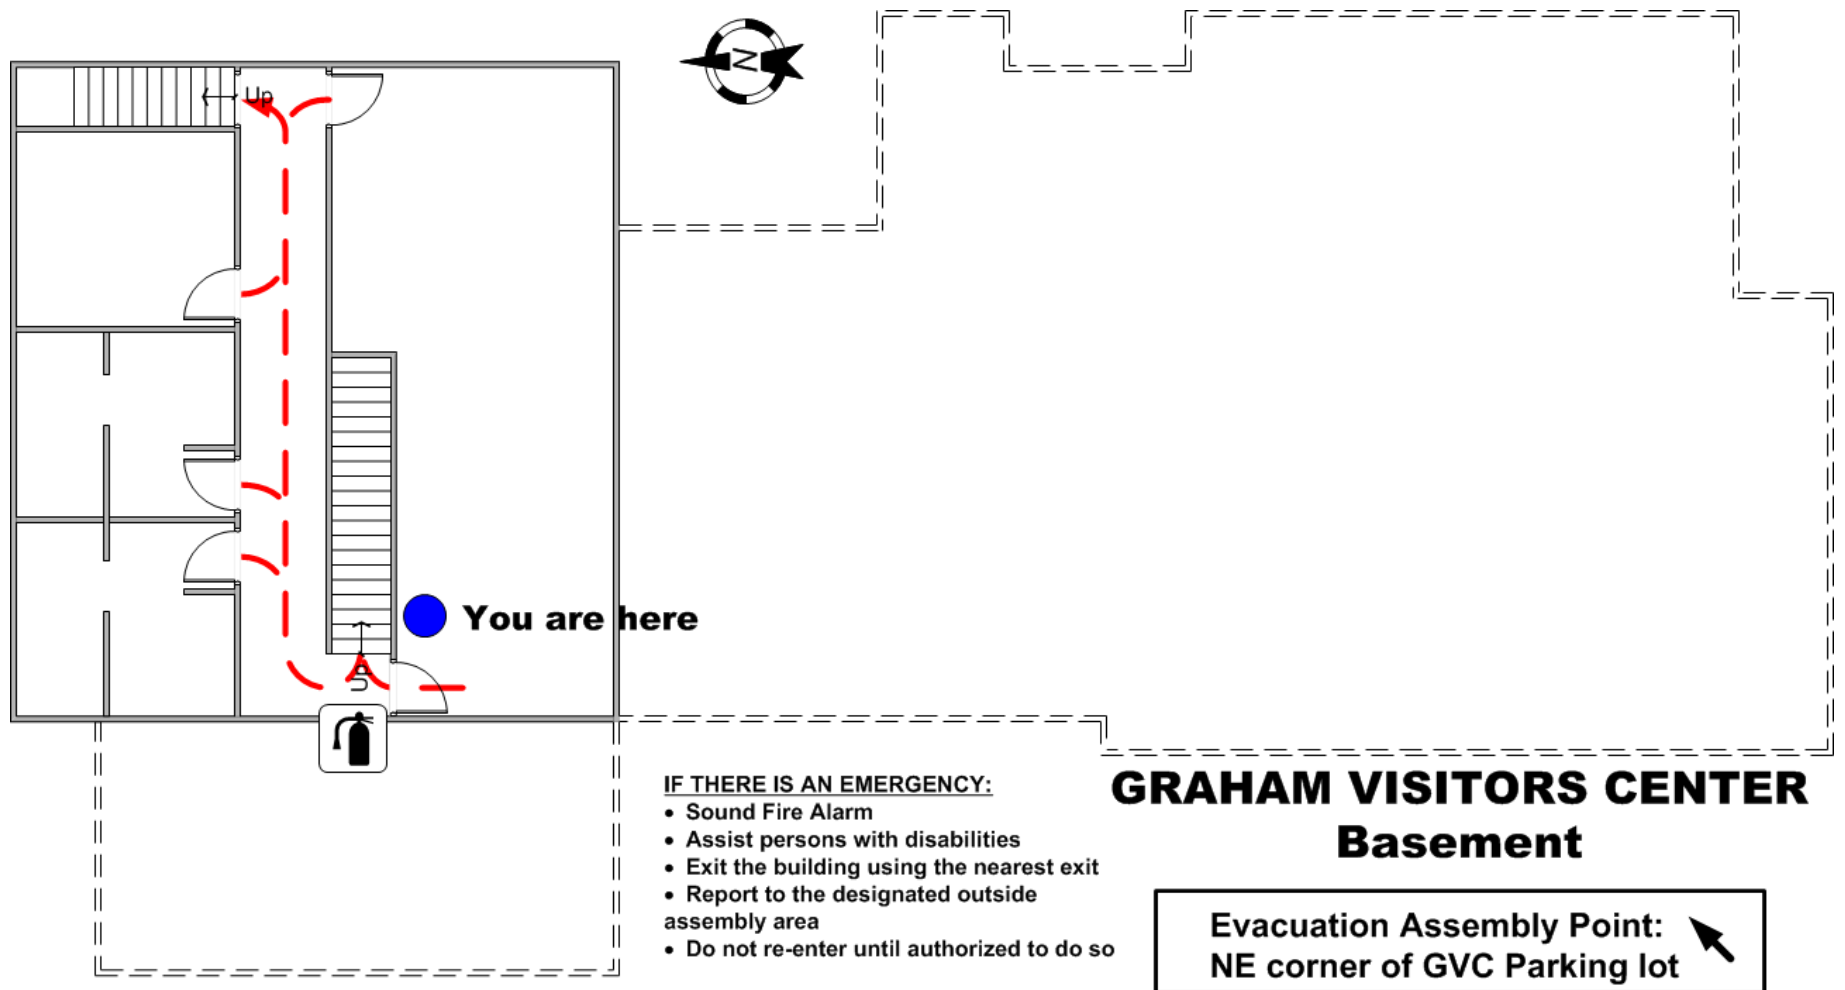 N
Up
You are here
Up
IF THERE IS AN EMERGENCY:
• Sound Fire Alarm
• Assist persons with disabilities
• Exit the building using the nearest exit
• Report to the designated outside
assembly area
• Do not re-enter until authorized to do so
GRAHAM VISITORS CENTER
Basement
Evacuation Assembly Point:
NE corner of GVC Parking lot